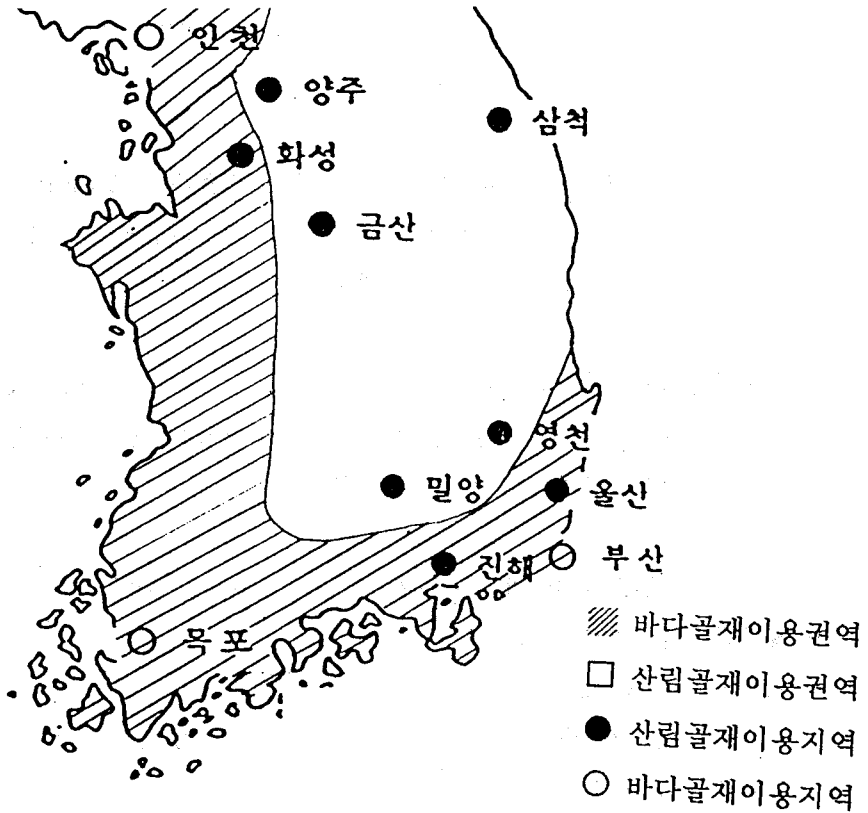 인천
양주
삼척
화성
금산
영천
밀양
울산
진해
부산
목포
바다골재이용권역
산림골재이용권역
산림골재이용지역
바다골재이용지역